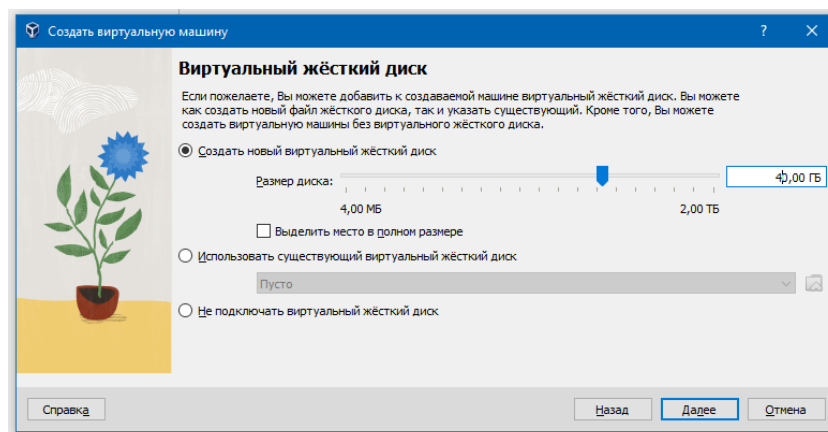 Создать виртуальную машину
?
Виртуальный жёсткий диск
Если пожелаете, Вы можете добавить к создаваемой машине виртуальный жёсткий диск. Вы можете
как создать новый файл жёсткого диска, так и указать существующий. Кроме того, Вы можете
создать виртуальную машины без виртуального жёсткого диска.
Создать новый виртуальный жёсткий диск
Размер диска:
40,00 ГБ
4,00 МБ
2,00 ТБ
Выделить место в полном размере
Использовать существующий виртуальный жёсткий диск
Пусто
Не подключать виртуальный жёсткий диск
Справка
Назад
Далее
Отмена